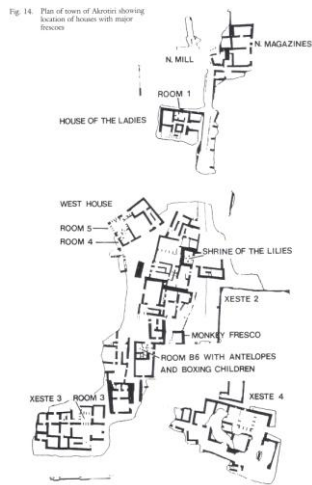 Fig. 14. Plan of town of Akrotiri showing
location of houses with major
frescoes
N. MAGAZINES
N. MILL
ROOM 1
HOUSE OF THE LADIES
WEST HOUSE
ROOM 5
ROOM 4
SHRINE OF THE LILIES
XESTE 2
MONKEY FRESCO
ROOM B6 WITH ANTELOPES
AND BOXING CHILDREN
XESTE 3 ROOM 3
XESTE 4